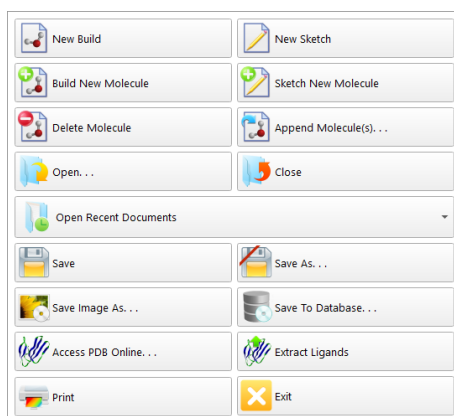 New Build
New Sketch
Build New Molecule
Sketch New Molecule
Delete Molecule
Append Molecule(s). . .
Open. . .
Close
Open Recent Documents
Save
Save As. . .
Save Image As. . .
Save To Database. . .
Access PDB Online. . .
Extract Ligands
Print
Exit